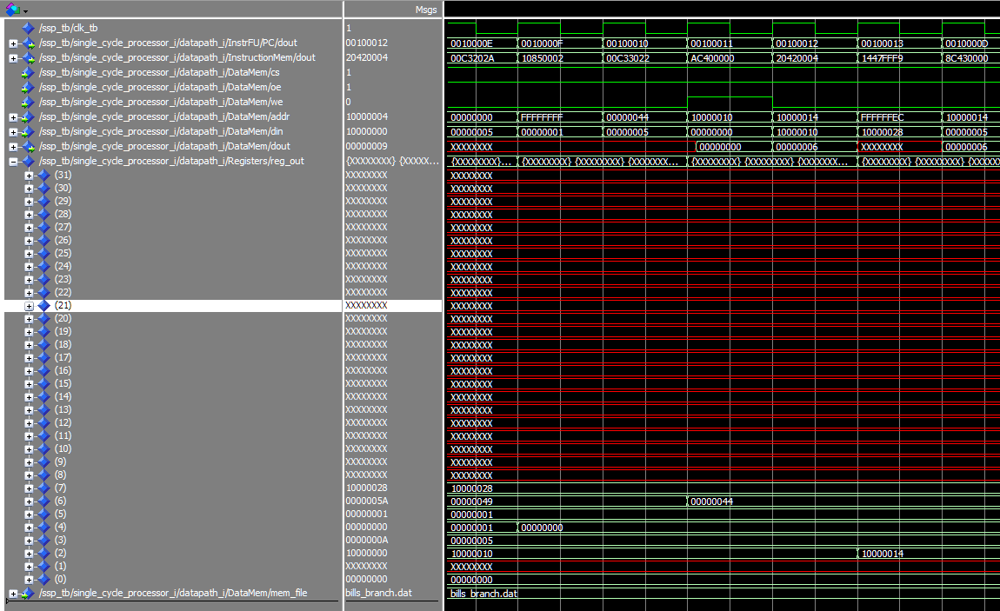 Msgs
/ssp_tb/clk_tb 1
/ssp_tb/single_cycle_processor_i/datapath_i/InstrFU/PC/dout 00100012 0010000E 0010000F 00100010 00100011 00100012 00100013 0010000D
/ssp_tb/single_cycle_processor_i/datapath_i/InstructionMem/dout 20420004 00C3202A 10850002 00C33022 AC400000 20420004 1447FFF9 8C430000
/ssp_tb/single_cycle_processor_i/datapath_i/DataMem/cs 1
/ssp_tb/single_cycle_processor_i/datapath_i/DataMem/oe 1
/ssp_tb/single_cycle_processor_i/datapath_i/DataMem/we 0
/ssp_tb/single_cycle_processor_i/datapath_i/DataMem/addr 10000004 00000000 FFFFFFFF 00000044 10000010 10000014 FFFFFFEC 10000014
/ssp_tb/single_cycle_processor_i/datapath_i/DataMem/din 10000000 00000005 00000001 00000005 00000000 10000010 10000028 00000005
/ssp_tb/single_cycle_processor_i/datapath_i/DataMem/dout 00000009 XXXXXXXX 00000000 00000006 XXXXXXXX 00000006
/ssp_tb/single_cycle_processor_i/datapath_i/Registers/reg_out {XXXXXXXX} {XXXXX... {XXXXXXXX}... {XXXXXXXX} {XXXXXXXX} {XXXXXXX... {XXXXXXXX} {XXXXXXXX} {XXXXXXX... {XXXXXXXX} {XXXXXXXX} {XXXXX
(31) XXXXXXXX XXXXXXXX
(30) XXXXXXXX XXXXXXXX
(29) XXXXXXXX XXXXXXXX
(28) XXXXXXXX XXXXXXXX
(27) XXXXXXXX XXXXXXXX
(26) XXXXXXXX XXXXXXXX
(25) XXXXXXXX XXXXXXXX
(24) XXXXXXXX XXXXXXXX
(23) XXXXXXXX XXXXXXXX
(22) XXXXXXXX XXXXXXXX
(21) XXXXXXXX XXXXXXXX
(20) XXXXXXXX XXXXXXXX
(19) XXXXXXXX XXXXXXXX
(18) XXXXXXXX XXXXXXXX
(17) XXXXXXXX XXXXXXXX
(16) XXXXXXXX XXXXXXXX
(15) XXXXXXXX XXXXXXXX
(14) XXXXXXXX XXXXXXXX
(13) XXXXXXXX XXXXXXXX
(12) XXXXXXXX XXXXXXXX
(11) XXXXXXXX XXXXXXXX
(10) XXXXXXXX XXXXXXXX
(9) XXXXXXXX XXXXXXXX
(8) XXXXXXXX XXXXXXXX
(7) 10000028 10000028
(6) 0000005A 00000049 00000044
(5) 00000001 00000001
(4) 00000000 00000001 00000000
(3) 0000000A 00000005
(2) 10000000 10000010 10000014
(1) XXXXXXXX XXXXXXXX
(0) 00000000 00000000
/ssp_tb/single_cycle_processor_i/datapath_i/DataMem/mem_file bills_branch.dat bills_branch.dat